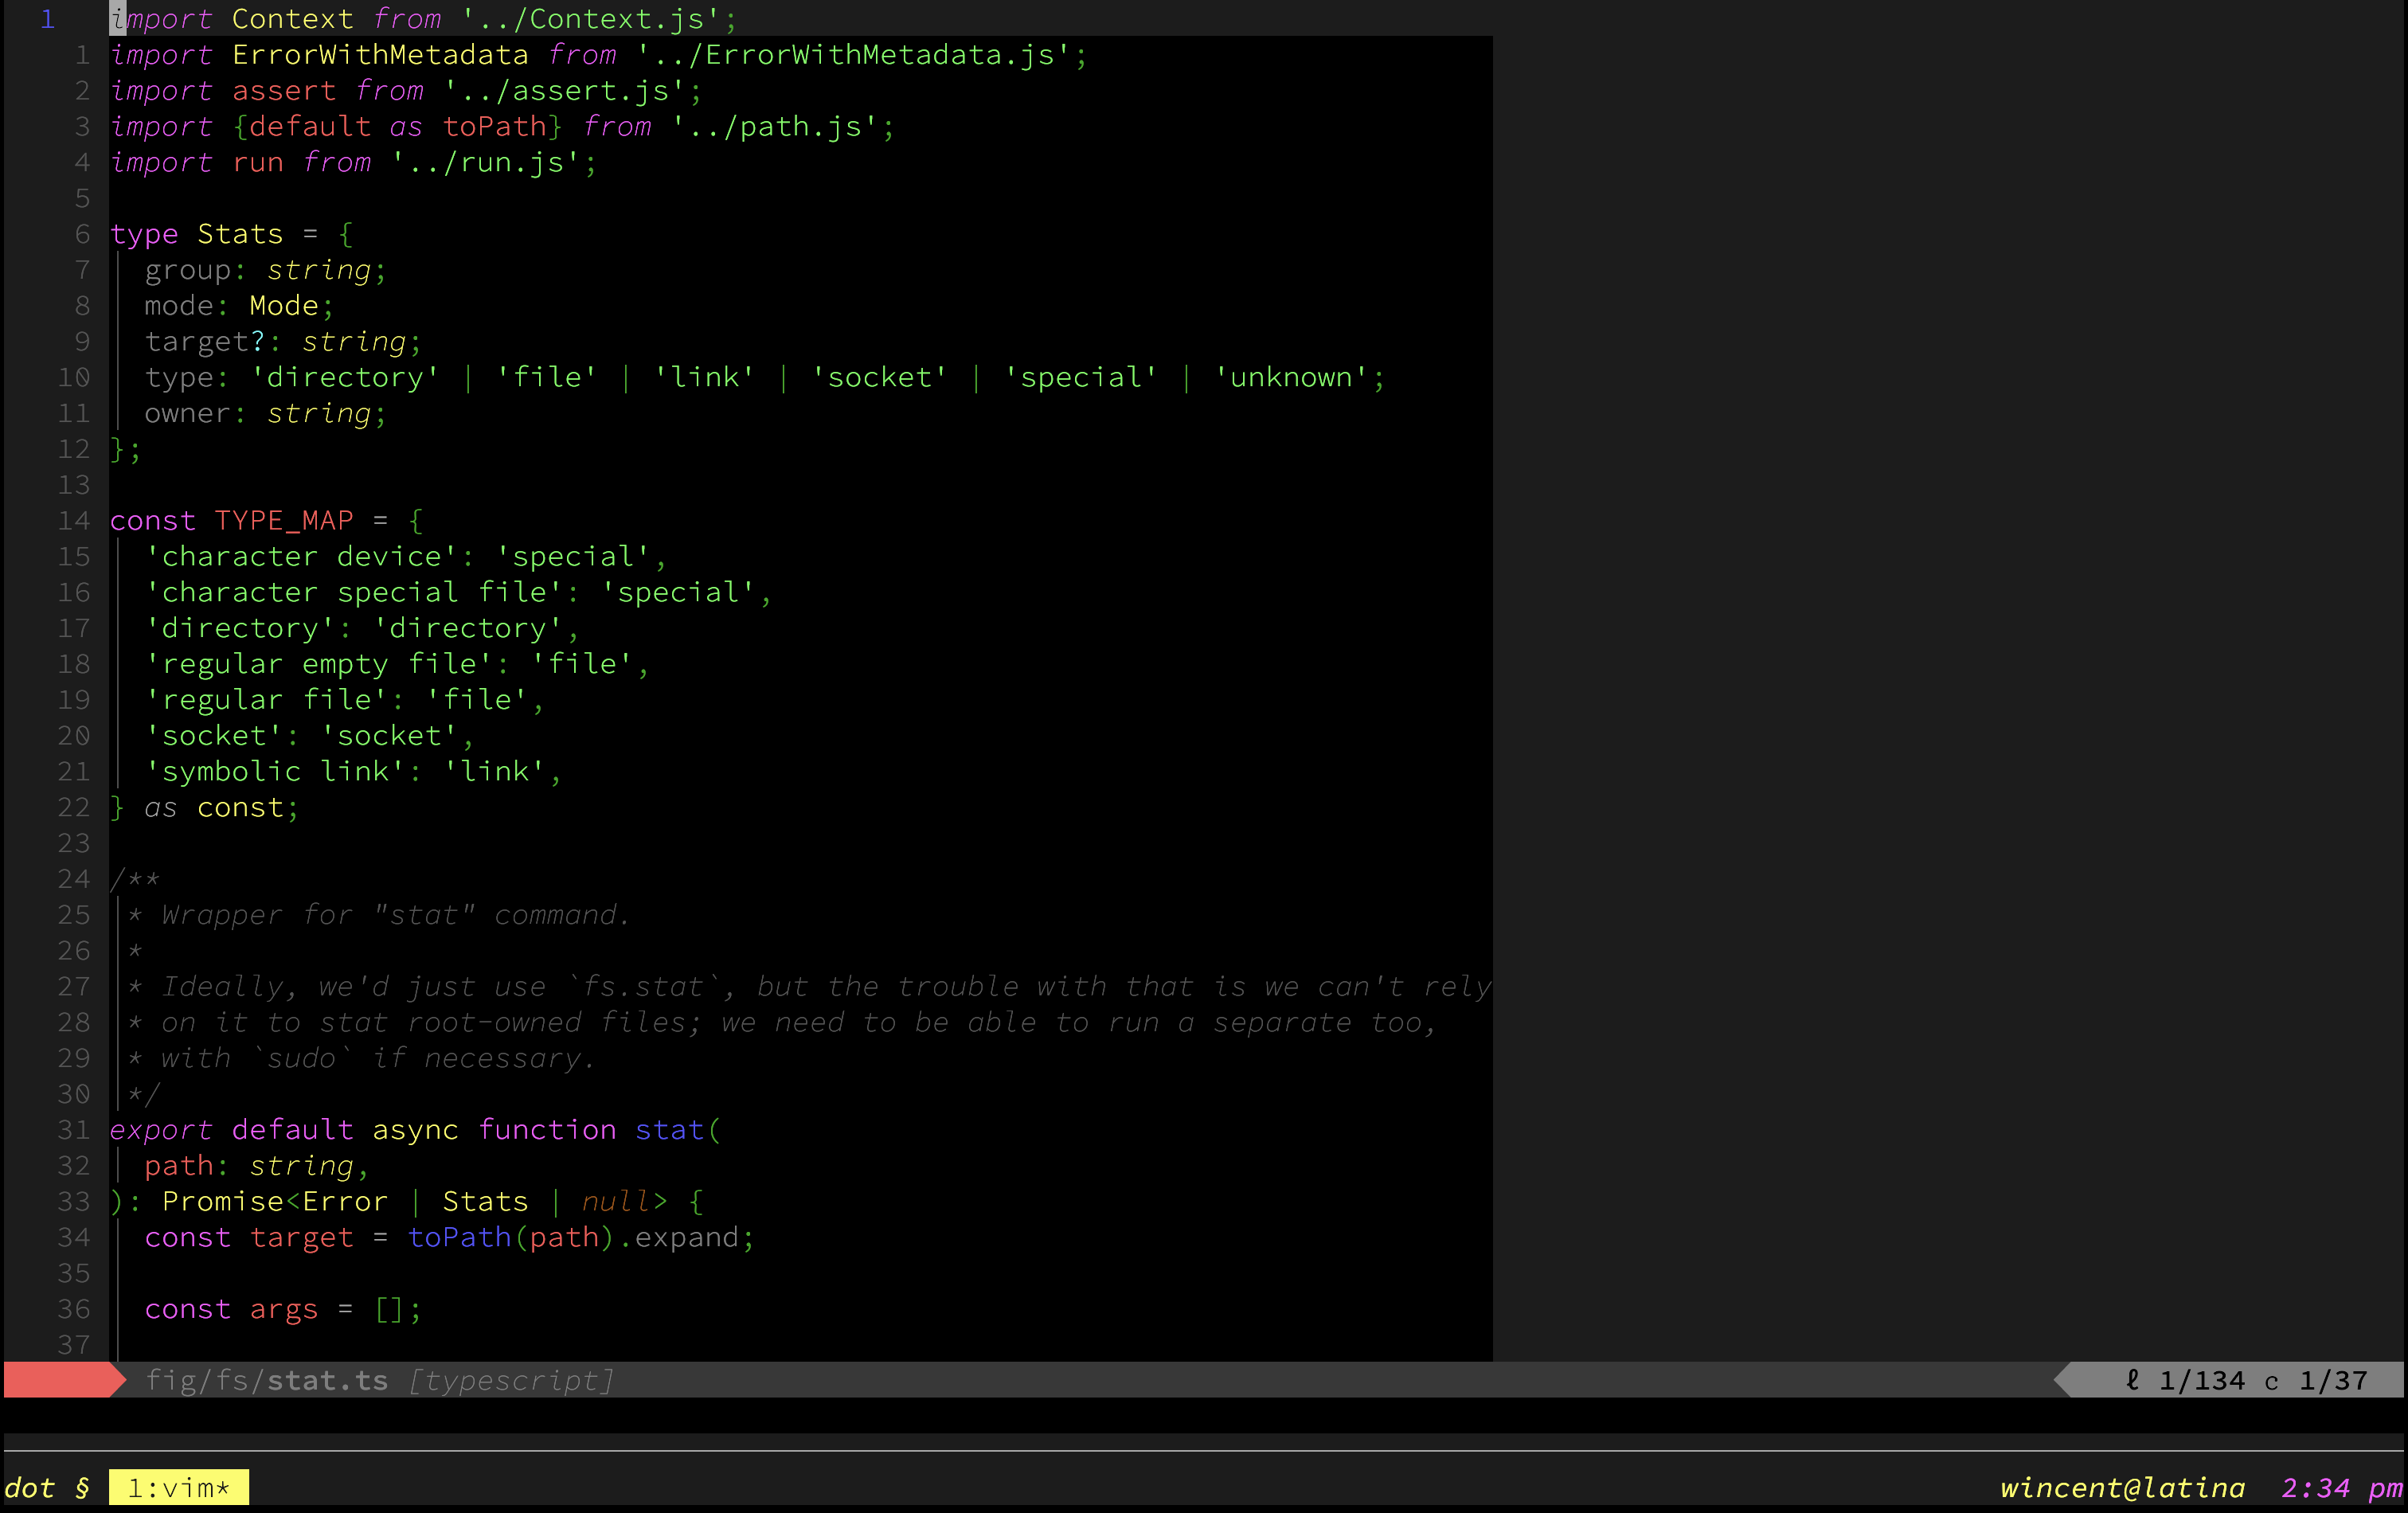 1 import Context from '../Context.js';
1 import ErrorWithMetadata from '../ErrorWithMetadata.js';
2 import assert from '../assert.js';
3 import {default as toPath} from '../path.js';
4 import run from '../run.js';
5
6 type Stats = {
7   group: string;
8   mode: Mode;
9   target?: string;
10   type: 'directory' | 'file' | 'link' | 'socket' | 'special' | 'unknown';
11   owner: string;
12 };
13
14 const TYPE_MAP = {
15   'character device': 'special',
16   'character special file': 'special',
17   'directory': 'directory',
18   'regular empty file': 'file',
19   'regular file': 'file',
20   'socket': 'socket',
21   'symbolic link': 'link',
22 } as const;
23
24 /**
25  * Wrapper for "stat" command.
26  *
27  * Ideally, we'd just use `fs.stat`, but the trouble with that is we can't rely
28  * on it to stat root-owned files; we need to be able to run a separate too,
29  * with `sudo` if necessary.
30  */
31 export default async function stat(
32   path: string,
33 ): Promise<Error | Stats | null> {
34   const target = toPath(path).expand;
35
36   const args = [];
37
fig/fs/stat.ts [typescript] ℓ 1/134 c 1/37
dot § 1:vim* wincent@latina 2:34 pm